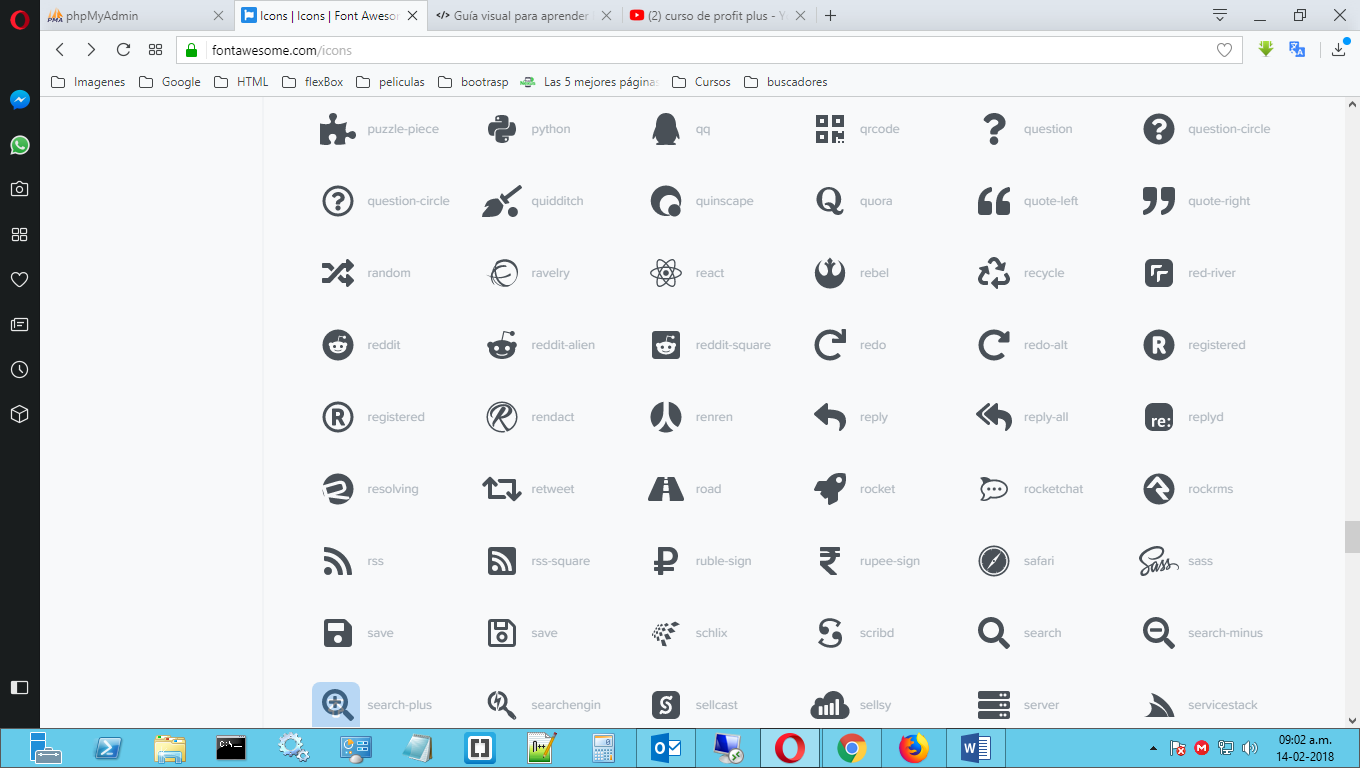 phpMyAdmin
Icons | Icons | Font Aweso
Guía visual para aprender
(2) curso de profit plus - Y
fontawesome.com/icons
Imagenes
Google
HTML
flexBox
peliculas
bootrasp
Las 5 mejores página
Cursos
buscadores
puzzle-piece
python
qq
qrcode
question
question-circle
question-circle
quidditch
quinscape
quora
quote-left
quote-right
random
ravelry
react
rebel
recycle
red-river
reddit
reddit-alien
reddit-square
redo
redo-alt
registered
registered
rendact
renren
reply
reply-all
re:
replyd
resolving
retweet
road
rocket
rocketchat
rockrms
rss
rss-square
ruble-sign
rupee-sign
safari
Sass
sass
save
save
schlix
scribd
search
search-minus
search-plus
searchengin
sellcast
sellsy
server
servicestack
09:02 a.m.
14-02-2018